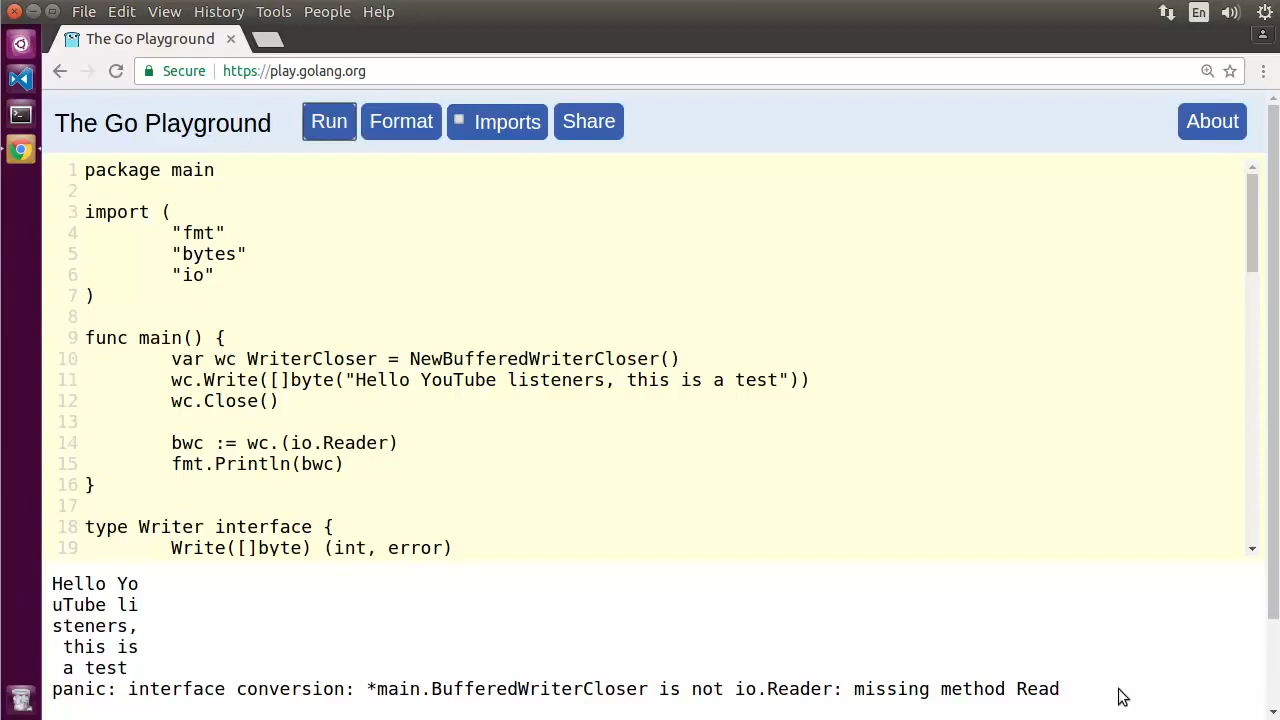 File Edit View History Tools People Help
En
The Go Playground
Secure https://play.golang.org
The Go Playground Run Format Imports Share About
1 package main
2
3 import (
4 "fmt"
5 "bytes"
6 "io"
7 )
8
9 func main() {
10 var wc WriterCloser = NewBufferedWriterCloser()
11 wc.Write([]byte("Hello YouTube listeners, this is a test"))
12 wc.Close()
13
14 bwc := wc.(io.Reader)
15 fmt.Println(bwc)
16 }
17
18 type Writer interface {
19 Write([]byte) (int, error)
Hello Yo
uTube li
steners,
this is
a test
panic: interface conversion: *main.BufferedWriterCloser is not io.Reader: missing method Read